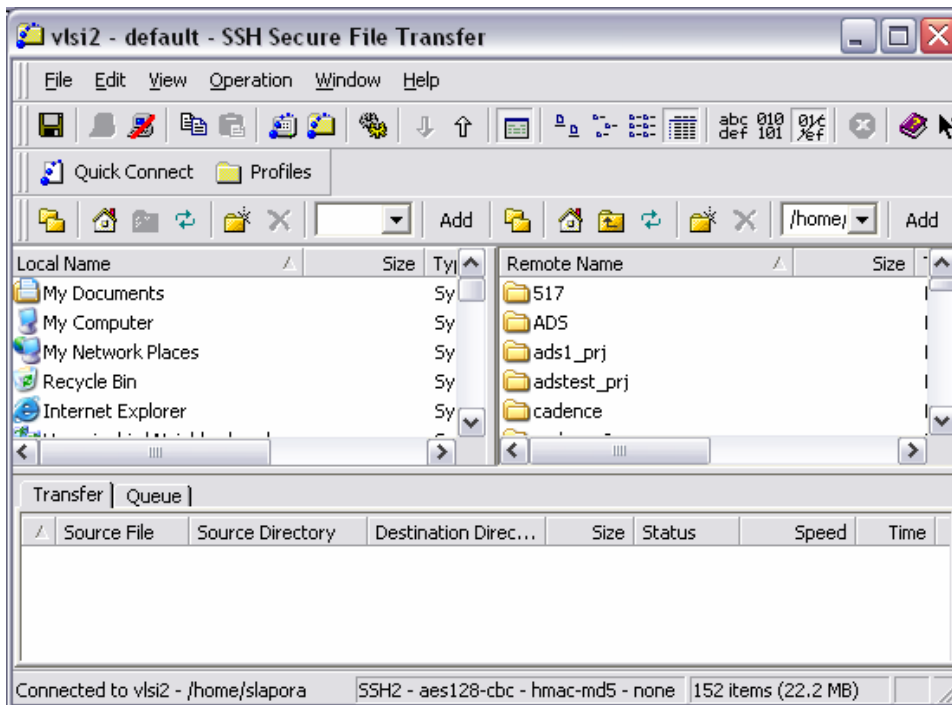 vlsi2 - default - SSH Secure File Transfer
File Edit View Operation Window Help
abc def 010 101
Quick Connect Profiles
Add /home/ Add
Local Name Size Remote Name Size
My Documents Sy 517
My Computer Sy ADS
My Network Places Sy ads1_prj
Recycle Bin Sy adstest_prj
Internet Explorer Sy cadence
Transfer Queue
Source File Source Directory Destination Direc... Size Status Speed Time
Connected to vlsi2 - /home/slapora SSH2 - aes128-cbc - hmac-md5 - none 152 items (22.2 MB)